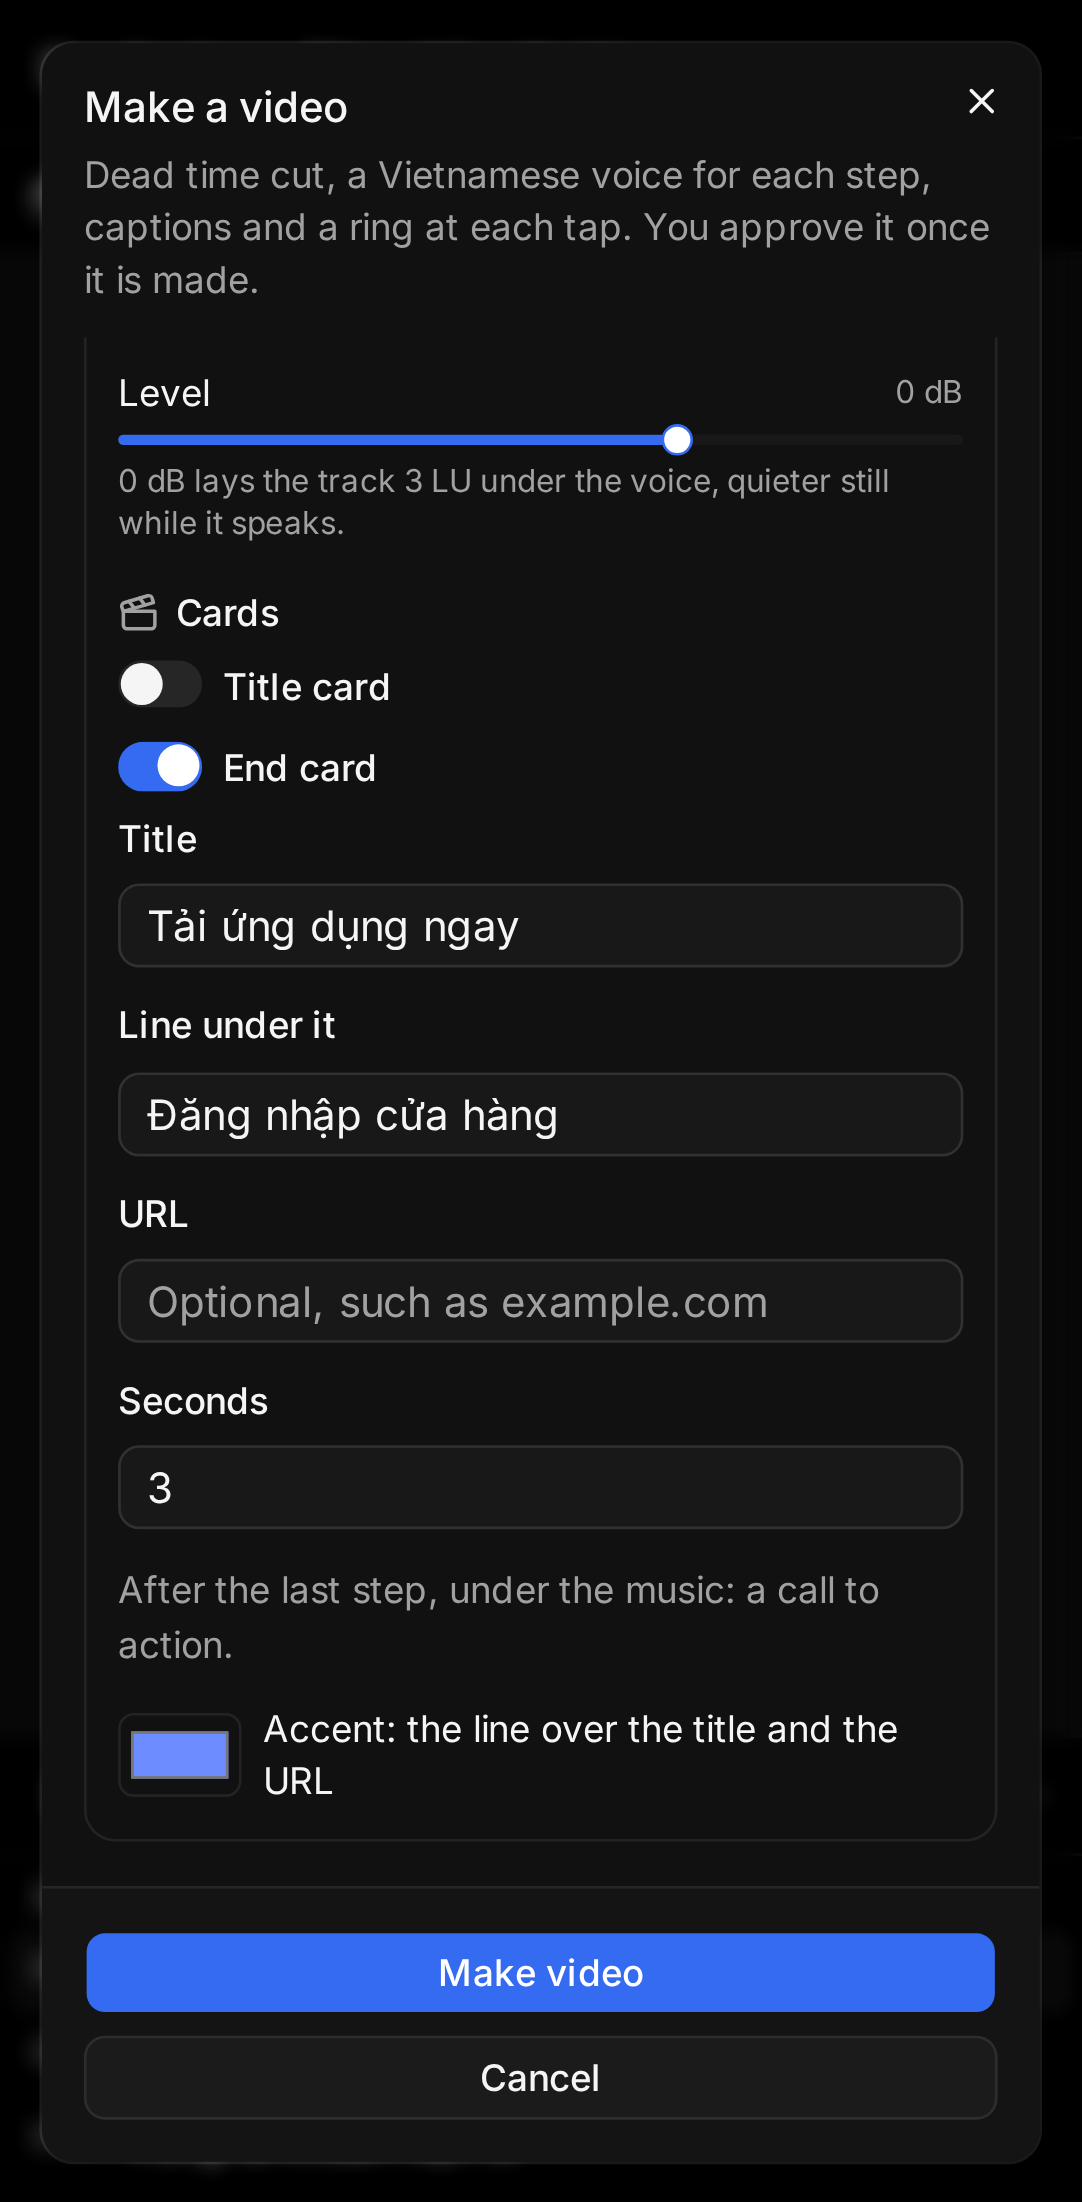 Make a video
Dead time cut, a Vietnamese voice for each step,
captions and a ring at each tap. You approve it once
it is made.
Level
0 dB
0 dB lays the track 3 LU under the voice, quieter still
while it speaks.
Cards
Title card
End card
Title
Tải ứng dụng ngay
Line under it
Đăng nhập cửa hàng
URL
Optional, such as example.com
Seconds
3
After the last step, under the music: a call to
action.
Accent: the line over the title and the
URL
Make video
Cancel